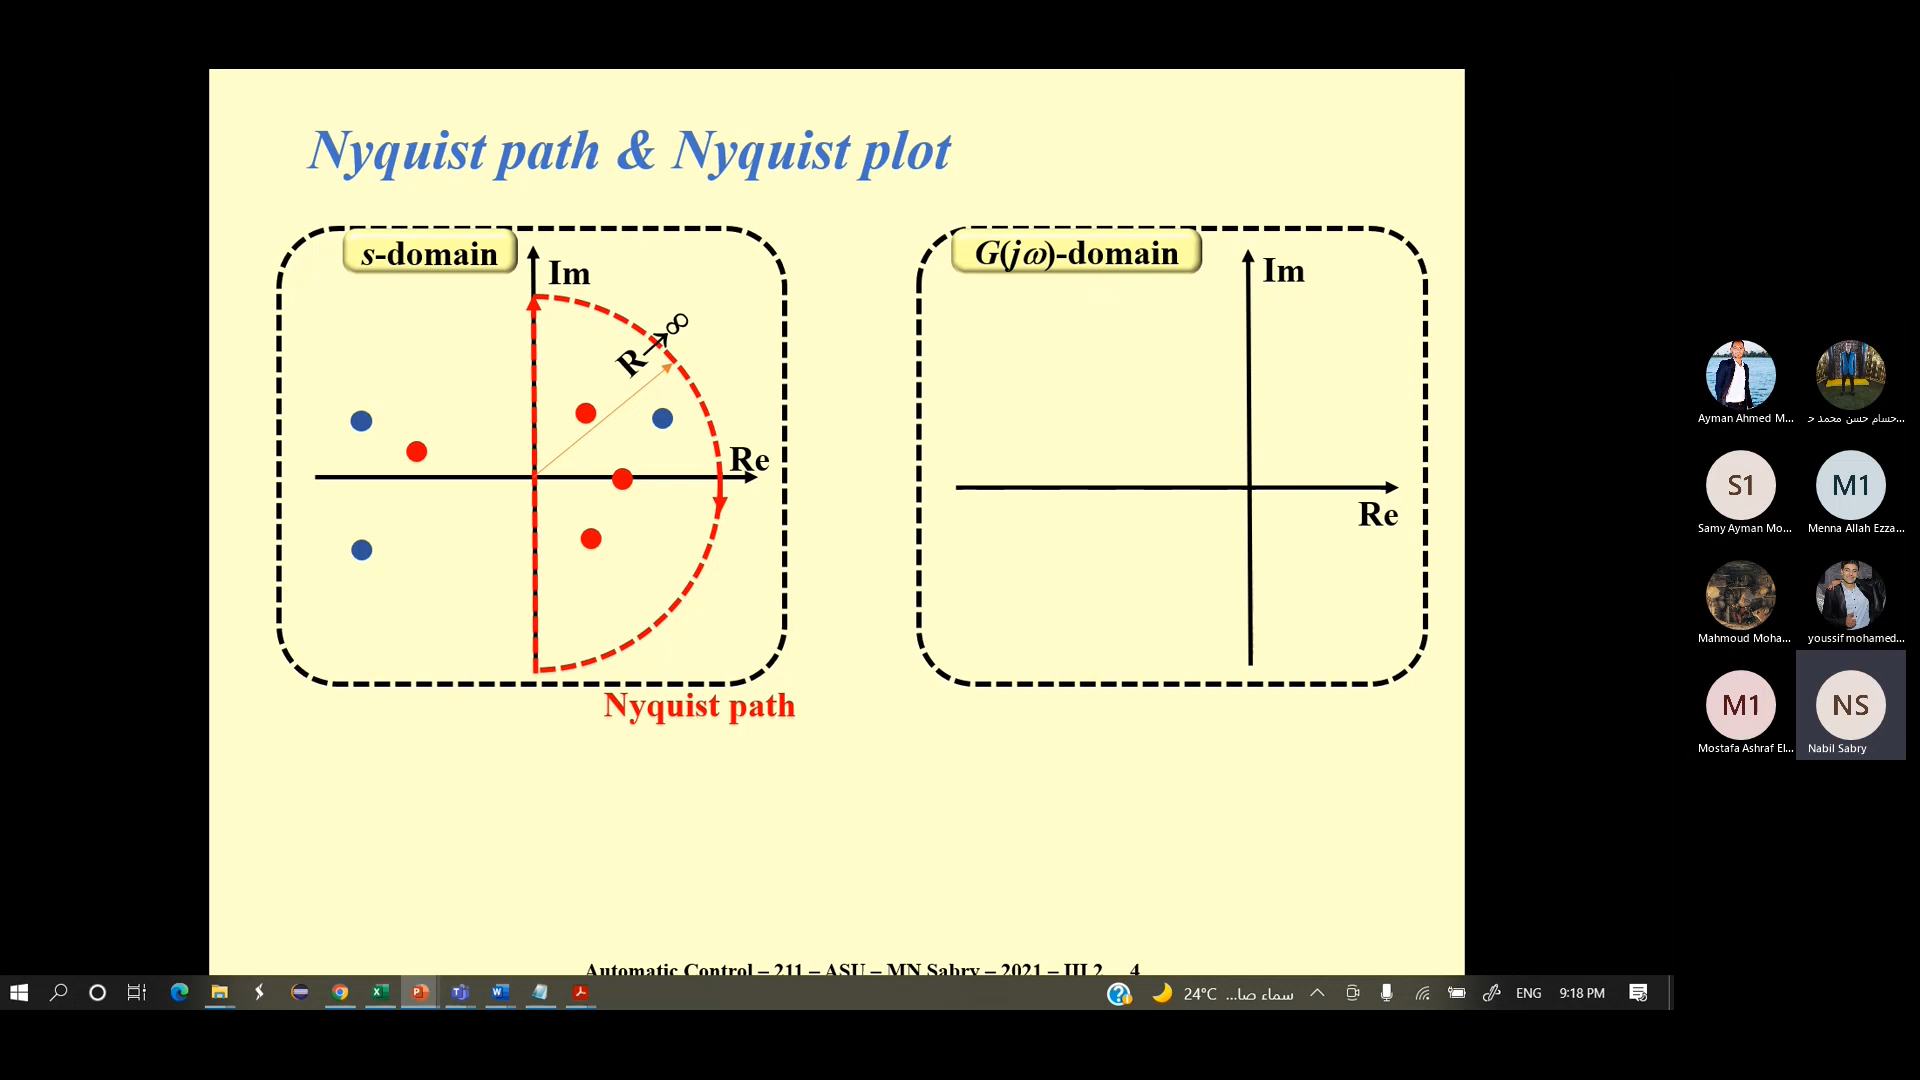 Nyquist path & Nyquist plot
s-domain
Im
R→∞
Re
Nyquist path
G(jω)-domain
Im
Re
Automatic Control – 211 – ASU – MN Sabry – 2021 – III.2 4
Ayman Ahmed M...
حسام حسن محمد ح...
S1
Samy Ayman Mo...
M1
Menna Allah Ezza...
Mahmoud Moha...
youssif mohamed...
M1
Mostafa Ashraf El...
NS
Nabil Sabry
24°C سماء صا...
ENG
9:18 PM